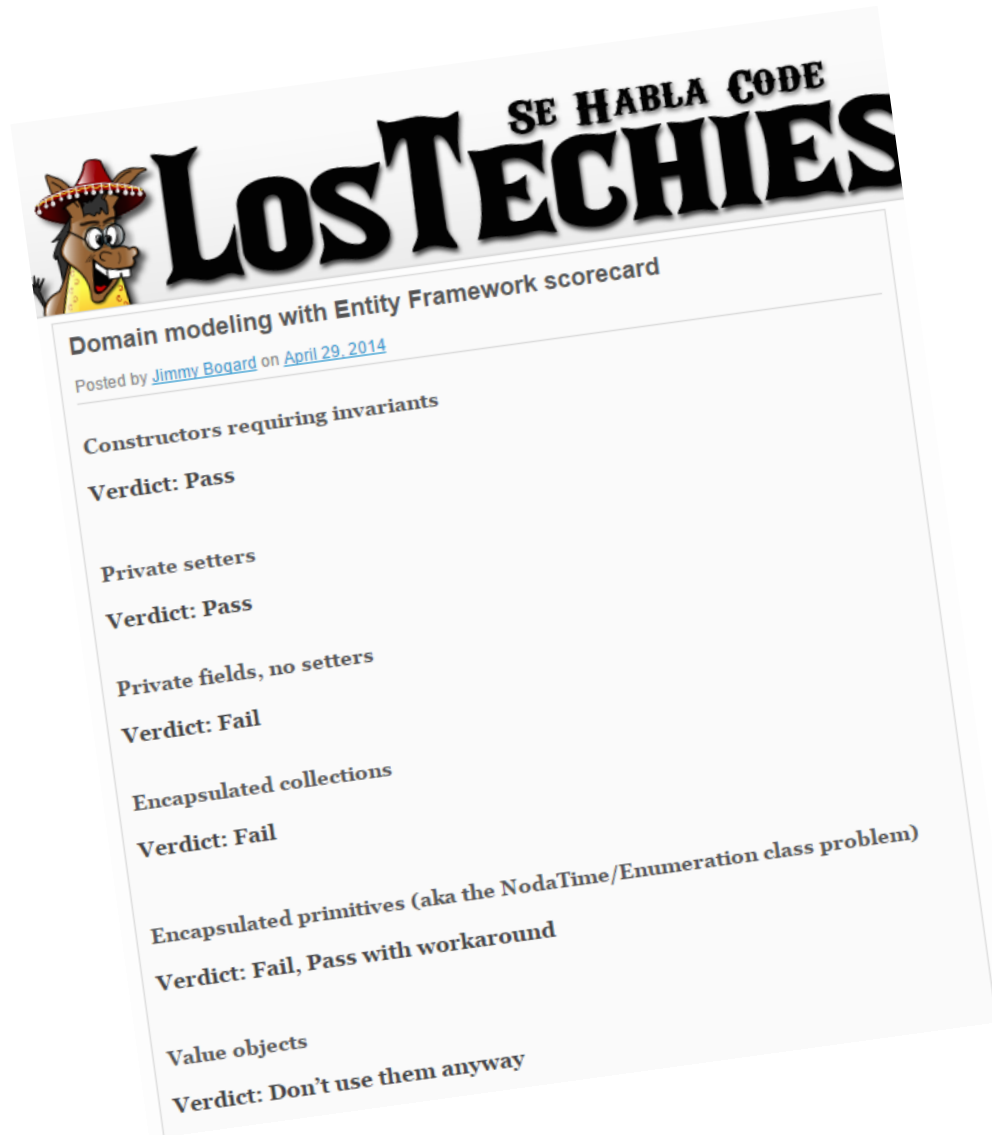 SE HABLA CODE
LOSTECHIES
Domain modeling with Entity Framework scorecard
Posted by Jimmy Bogard on April 29, 2014
Constructors requiring invariants
Verdict: Pass
Private setters
Verdict: Pass
Private fields, no setters
Verdict: Fail
Encapsulated collections
Verdict: Fail
Encapsulated primitives (aka the NodaTime/Enumeration class problem)
Verdict: Fail, Pass with workaround
Value objects
Verdict: Don’t use them anyway